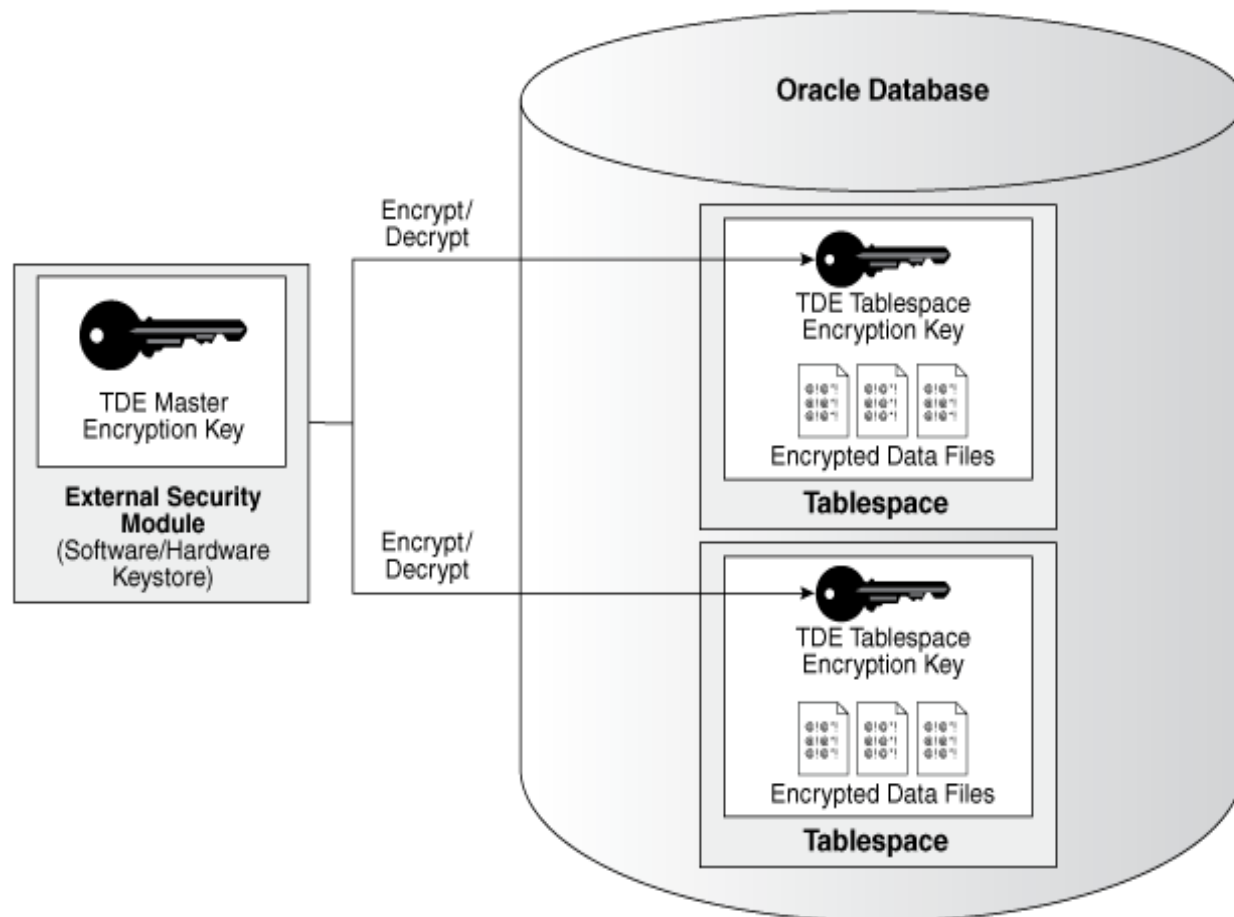 Oracle Database
Encrypt/
Decrypt
TDE Master
Encryption Key
External Security
Module
(Software/Hardware
Keystore)
TDE Tablespace
Encryption Key
@!@*! @!@*! @!@*!
@!@*! @!@*! @!@*!
@!@*! @!@*! @!@*!
Encrypted Data Files
Tablespace
Encrypt/
Decrypt
TDE Tablespace
Encryption Key
@!@*! @!@*! @!@*!
@!@*! @!@*! @!@*!
@!@*! @!@*! @!@*!
Encrypted Data Files
Tablespace